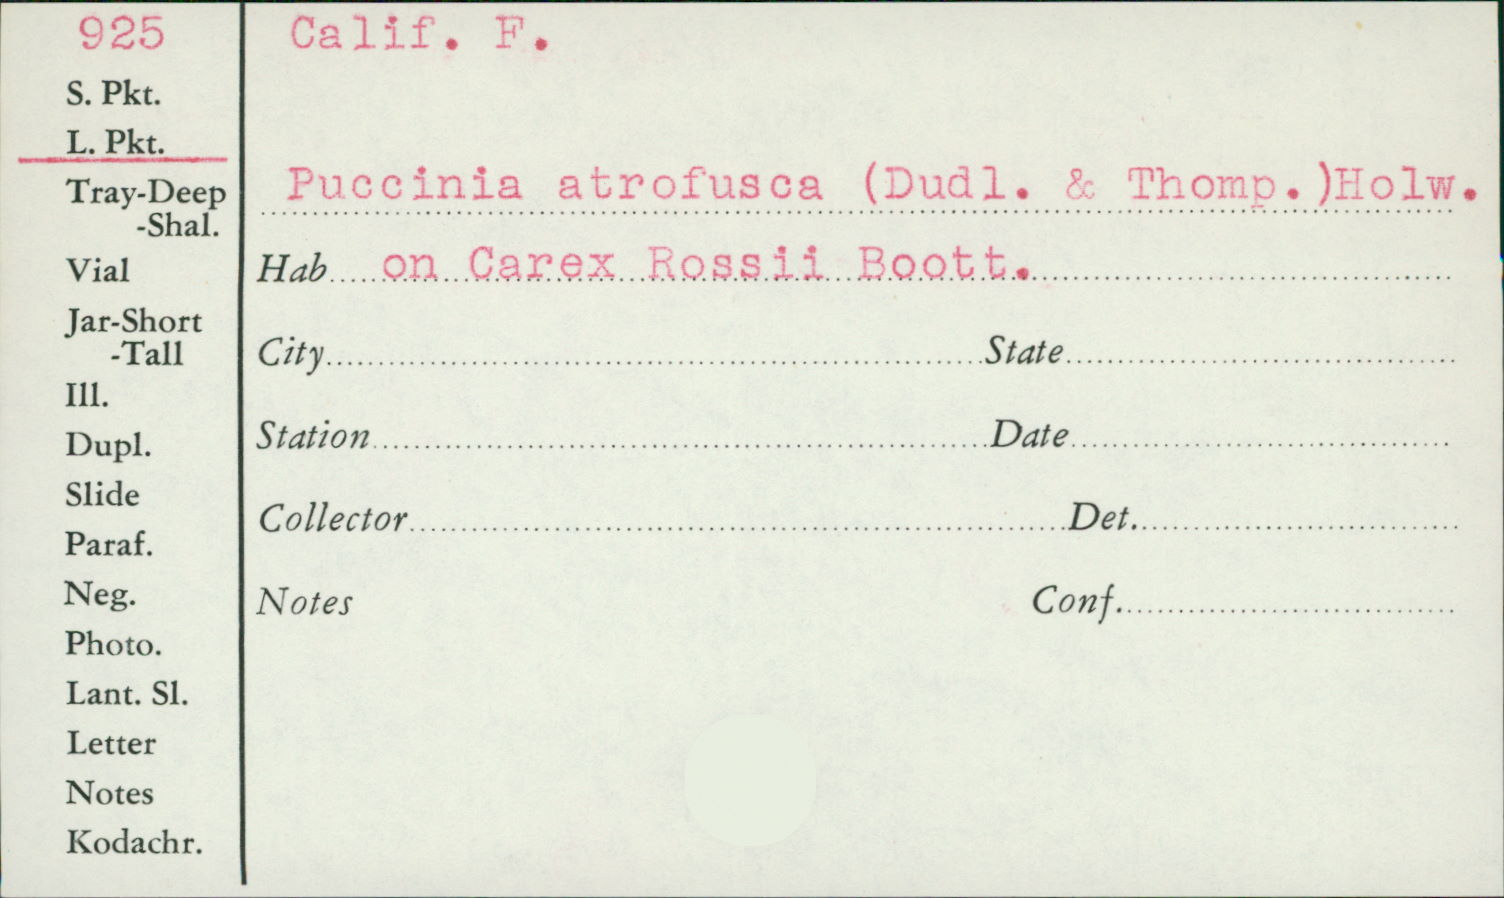 925
S. Pkt.
L. Pkt.
Tray-Deep
-Shal.
Vial
Jar-Short
-Tall
Ill.
Dupl.
Slide
Paraf.
Neg.
Photo.
Lant. Sl.
Letter
Notes
Kodachr.
Calif. F.
Puccinia atrofusca (Dudl. & Thomp.)Holw.
Hab on Carex Rossii Boott.
City State
Station Date
Collector Det.
Notes Conf.